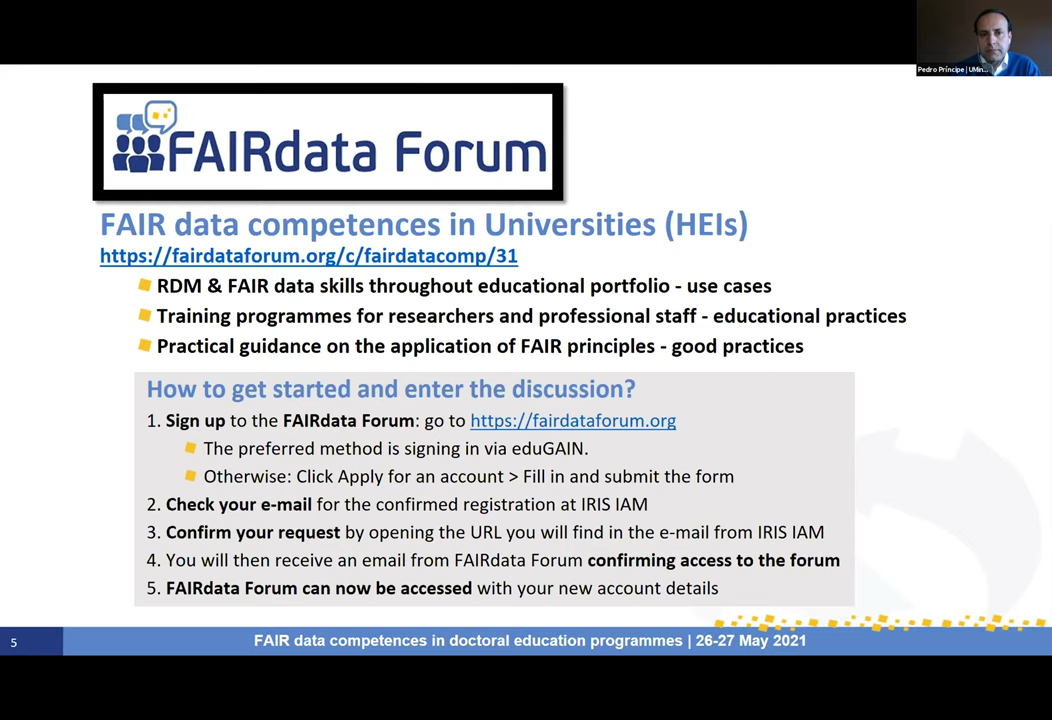 Pedro Príncipe | UMin...
FAIRdata Forum
FAIR data competences in Universities (HEIs)
https://fairdataforum.org/c/fairdatacomp/31
RDM & FAIR data skills throughout educational portfolio - use cases
Training programmes for researchers and professional staff - educational practices
Practical guidance on the application of FAIR principles - good practices
How to get started and enter the discussion?
1. Sign up to the FAIRdata Forum: go to https://fairdataforum.org
The preferred method is signing in via eduGAIN.
Otherwise: Click Apply for an account > Fill in and submit the form
2. Check your e-mail for the confirmed registration at IRIS IAM
3. Confirm your request by opening the URL you will find in the e-mail from IRIS IAM
4. You will then receive an email from FAIRdata Forum confirming access to the forum
5. FAIRdata Forum can now be accessed with your new account details
5
FAIR data competences in doctoral education programmes | 26-27 May 2021